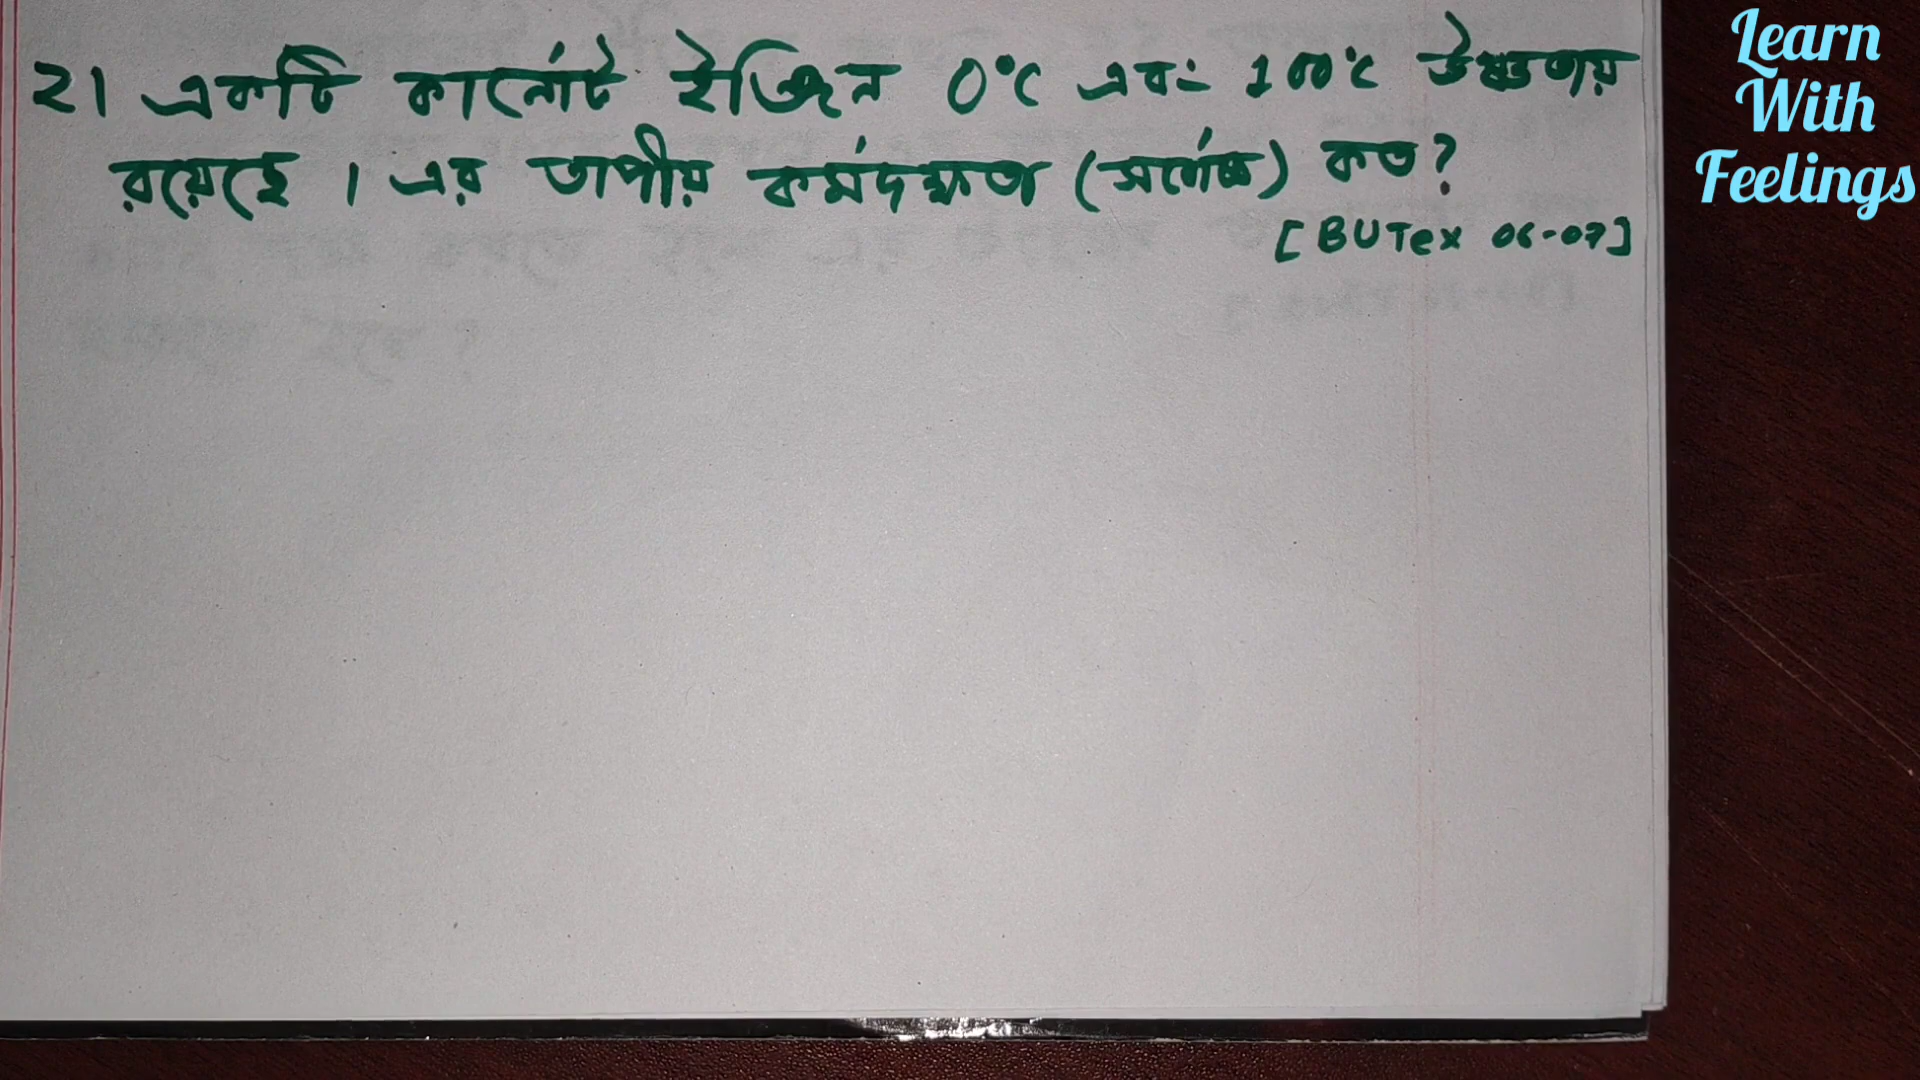 ২। একটি কার্নোট ইঞ্জিন 0°C এবং 100°C উষ্ণতায়
রয়েছে। এর তাপীয় কর্মদক্ষতা (সর্বোচ্চ) কত?
[BUTex 06-07]
Learn
With
Feelings